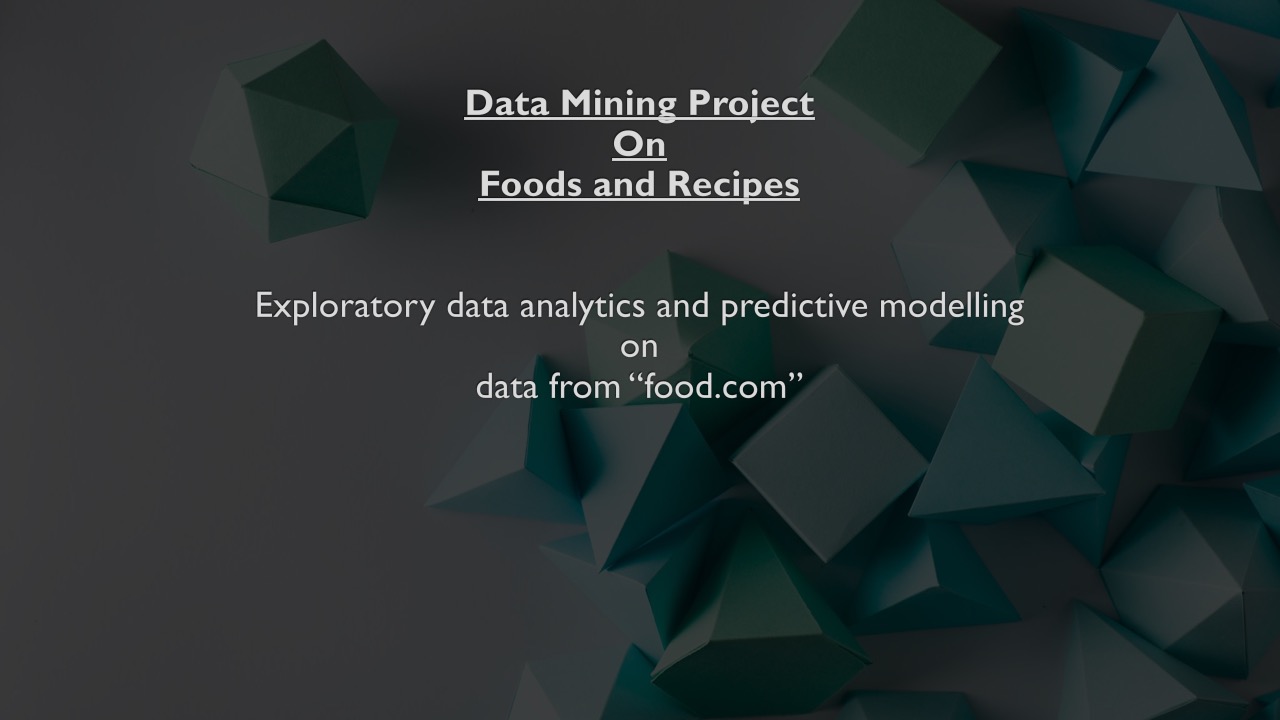 Data Mining Project
On
Foods and Recipes
Exploratory data analytics and predictive modelling
on
data from “food.com”